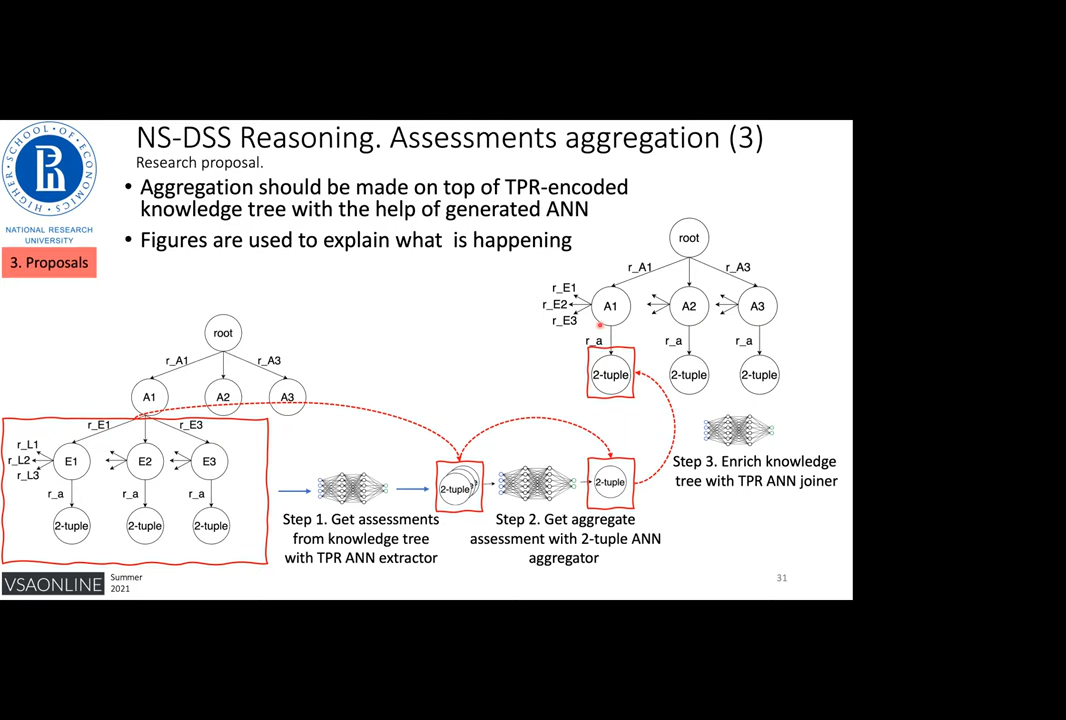 HIGHER SCHOOL OF ECONOMICS
NATIONAL RESEARCH
UNIVERSITY
3. Proposals
NS-DSS Reasoning. Assessments aggregation (3)
Research proposal.
• Aggregation should be made on top of TPR-encoded
knowledge tree with the help of generated ANN
• Figures are used to explain what is happening
root
r_A1
r_A3
A1
A2
A3
r_E1
r_E3
r_L1
r_L2
r_L3
E1
E2
E3
r_a
r_a
r_a
2-tuple
2-tuple
2-tuple
Step 1. Get assessments
from knowledge tree
with TPR ANN extractor
2-tuple
Step 2. Get aggregate
assessment with 2-tuple ANN
aggregator
2-tuple
root
r_A1
r_A3
r_E1
r_E2
r_E3
A1
A2
A3
r_a
r_a
r_a
2-tuple
2-tuple
2-tuple
Step 3. Enrich knowledge
tree with TPR ANN joiner
VSAONLINE
Summer
2021
31